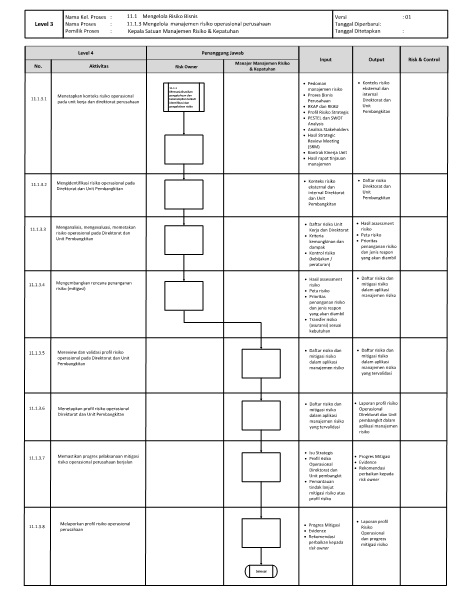 Level 3
Nama Kel. Proses : 11.1 Mengelola Risiko Bisnis
Nama Proses : 11.1.3 Mengelola manajemen risiko operasional perusahaan
Pemilik Proses : Kepala Satuan Manajemen Risiko & Kepatuhan
Versi : 01
Tanggal Diperbarui :
Tanggal Ditetapkan :
Level 4
Penanggung Jawab
Input
Output
Risk & Control
No.
Aktivitas
Risk Owner
Manajer Manajemen Risiko
& Kepatuhan
11.1.3.1
Menetapkan konteks risiko operasional
pada unit kerja dan direktorat perusahaan
• Pedoman
manajemen risiko
• Proses Bisnis
Perusahaan
• RKAP dan RKAU
• Profil Risiko Strategis
• PESTEL dan SWOT
Analysis
• Analisa Stakeholders
• Hasil Strategic
Review Meeting
(SRM)
• Kontrak Kinerja Unit
• Hasil rapat tinjauan
manajemen
• Konteks risiko
eksternal dan
internal
Direktorat dan
Unit
Pembangkitan
11.1.3.2
Mengidentifikasi risiko operasional pada
Direktorat dan Unit Pembangkitan
• Konteks risiko
eksternal dan
internal Direktorat
dan Unit
Pembangkitan
• Daftar risiko
Direktorat dan
Unit
Pembangkitan
11.1.3.3
Menganalisis, mengevaluasi, memetakan
risiko operasional pada Direktorat dan
Unit Pembangkitan
• Daftar risiko Unit
Kerja dan Direktorat
• Kriteria
kemungkinan dan
dampak
• Kontrol risiko
(kebijakan /
peraturan)
• Hasil assessment
risiko
• Peta risiko
• Prioritas
penanganan risiko
dan jenis respon
yang akan diambil
11.1.3.4
Mengembangkan rencana penanganan
risiko (mitigasi)
• Hasil assessment
risiko
• Peta risiko
• Prioritas
penanganan risiko
dan jenis respon
yang akan diambil
• Transfer risiko
(asuransi) sesuai
kebutuhan
• Daftar risiko dan
mitigasi risiko
dalam aplikasi
manajemen risiko
11.1.3.5
Mereview dan validasi profil risiko
operasional pada Direktorat dan Unit
Pembangkitan
• Daftar risiko dan
mitigasi risiko
dalam aplikasi
manajemen risiko
• Daftar risiko dan
mitigasi risiko
dalam aplikasi
manajemen risiko
yang tervalidasi
11.1.3.6
Menetapkan profil risiko operasional
Direktorat dan Unit Pembangkitan
• Daftar risiko dan
mitigasi risiko
dalam aplikasi
manajemen risiko
yang tervalidasi
• Laporan profil risiko
Operasional
Direktorat dan Unit
pembangkit dalam
aplikasi manajemen
risiko
11.1.3.7
Memastikan progres pelaksanaan mitigasi
risiko operasional perusahaan berjalan
• Isu Strategis
• Profil risiko
Operasional
Direktorat dan
Unit pembangkit
• Pemantauan
tindak lanjut
mitigasi risiko atas
profil risiko
• Progres Mitigasi
• Evidence
• Rekomendasi
perbaikan kepada
risk owner
11.1.3.8
Melaporkan profil risiko operasional
perusahaan
• Progres Mitigasi
• Evidence
• Rekomendasi
perbaikan kepada
risk owner
• Laporan profil
Risiko
Operasional
dan progres
mitigasi risiko
Selesai